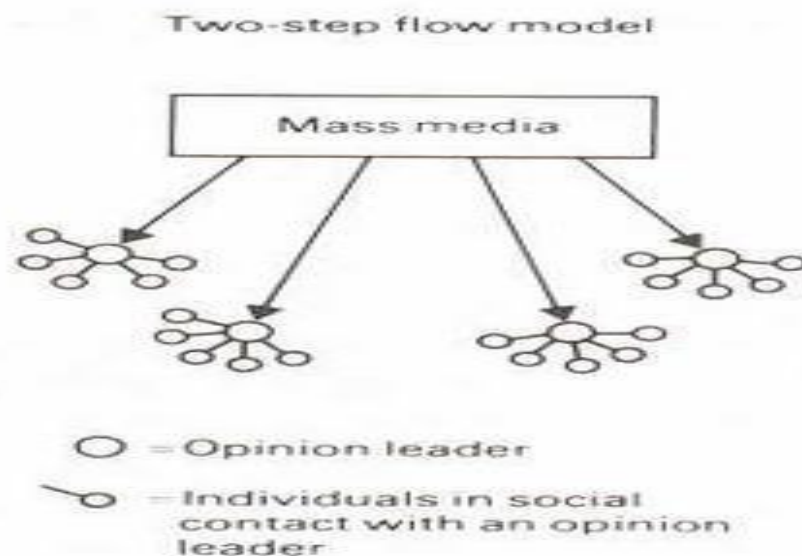 Two-step flow model
Mass media
= Opinion leader
= Individuals in social
contact with an opinion
leader